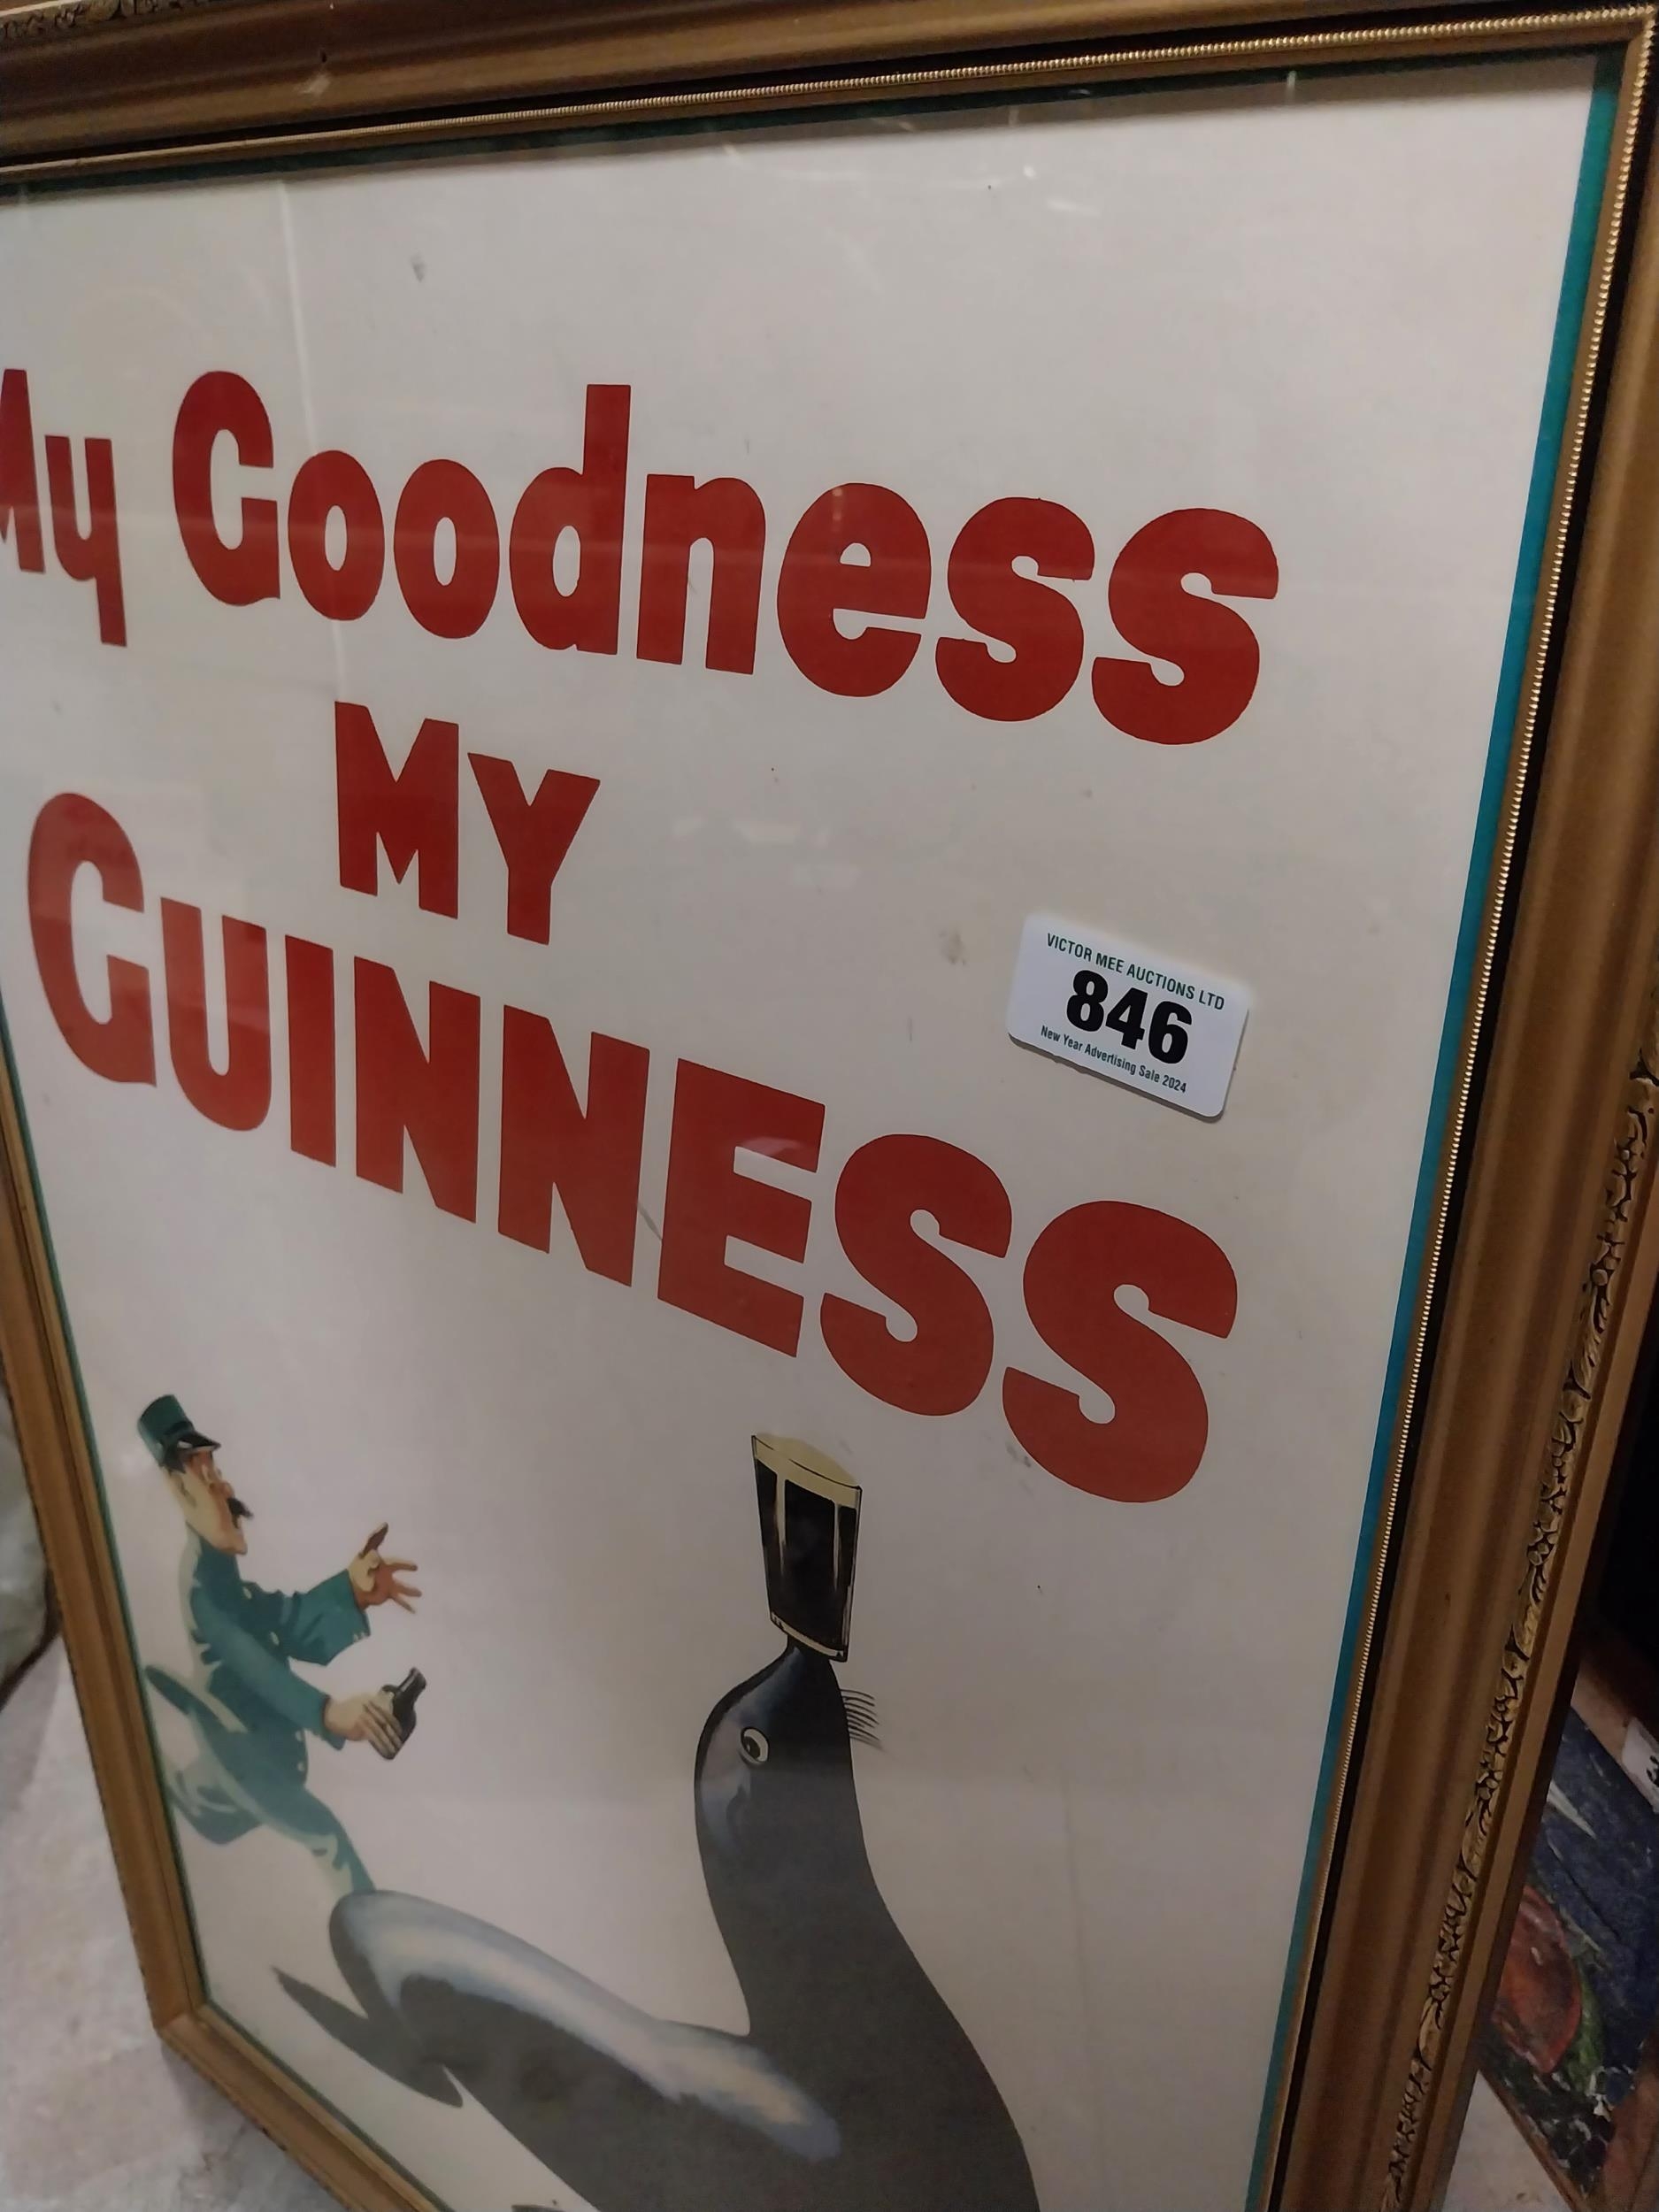 My Goodness
MY
GUINNESS
VICTOR MEE AUCTIONS LTD
846
New Year Advertising Sale 2024